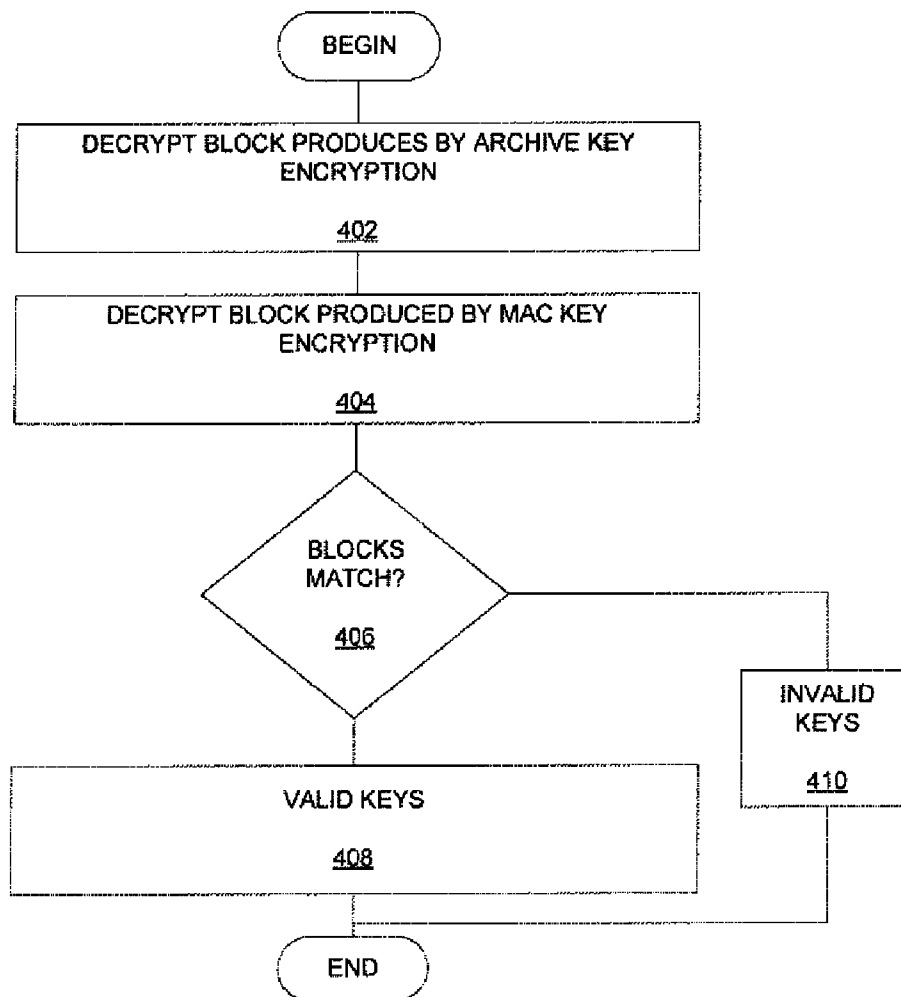 BEGIN
DECRYPT BLOCK PRODUCES BY ARCHIVE KEY
ENCRYPTION
402
DECRYPT BLOCK PRODUCED BY MAC KEY
ENCRYPTION
404
BLOCKS
MATCH?
406
INVALID
KEYS
410
VALID KEYS
408
END